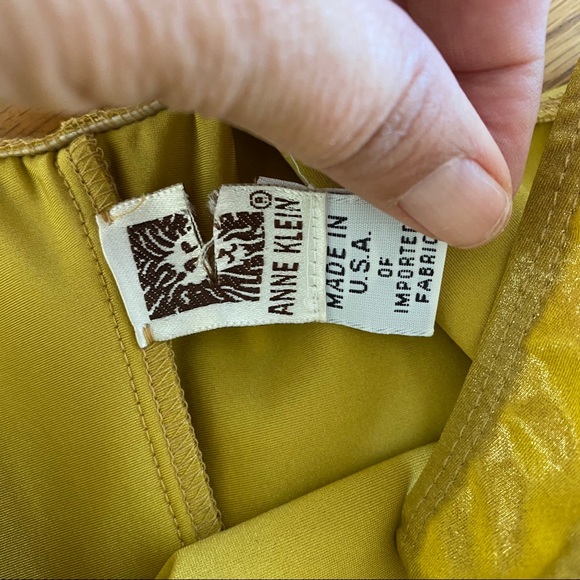 ANNE KLEIN®
MADE IN
U.S.A.
OF
IMPORTED
FABRIC